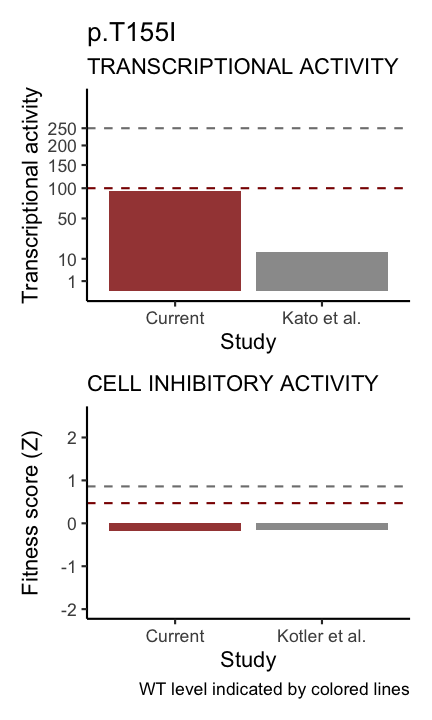 p.T155I
TRANSCRIPTIONAL ACTIVITY
Transcriptional activity
250
200
150
100
50
10
1
Current
Kato et al.
Study
CELL INHIBITORY ACTIVITY
Fitness score (Z)
2
1
0
-1
-2
Current
Kotler et al.
Study
WT level indicated by colored lines